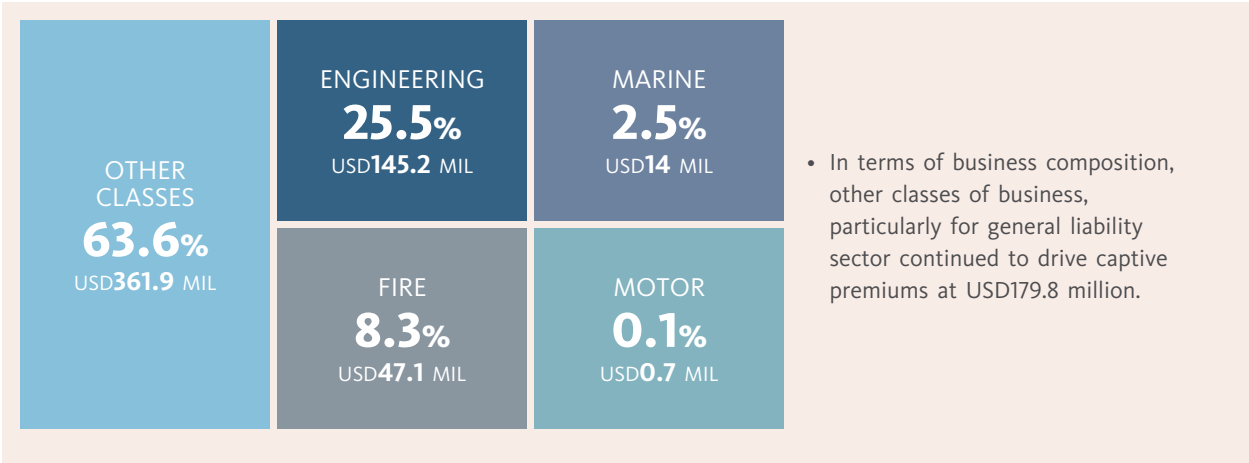 OTHER
CLASSES
63.6%
USD361.9 MIL
ENGINEERING
25.5%
USD145.2 MIL
MARINE
2.5%
USD14 MIL
FIRE
8.3%
USD47.1 MIL
MOTOR
0.1%
USD0.7 MIL
• In terms of business composition,
other classes of business,
particularly for general liability
sector continued to drive captive
premiums at USD179.8 million.